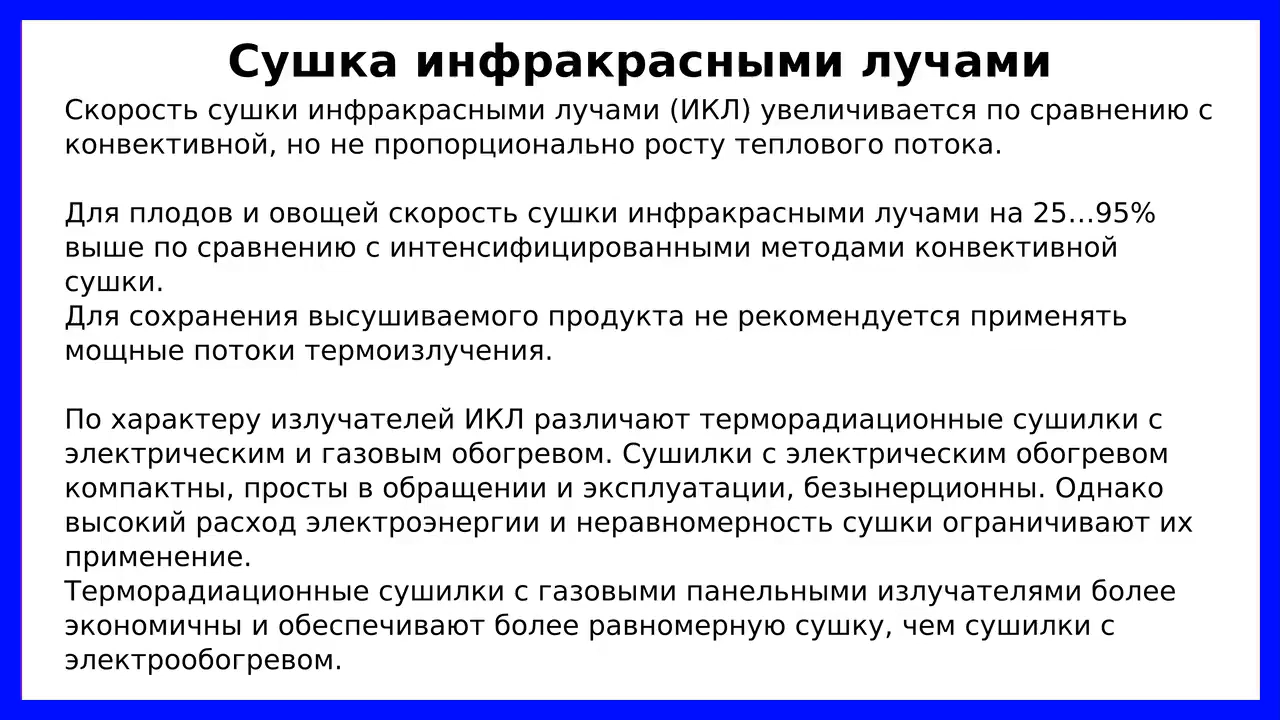 Сушка инфракрасными лучами
Скорость сушки инфракрасными лучами (ИКЛ) увеличивается по сравнению с
конвективной, но не пропорционально росту теплового потока.
Для плодов и овощей скорость сушки инфракрасными лучами на 25…95%
выше по сравнению с интенсифицированными методами конвективной
сушки.
Для сохранения высушиваемого продукта не рекомендуется применять
мощные потоки термоизлучения.
По характеру излучателей ИКЛ различают терморадиационные сушилки с
электрическим и газовым обогревом. Сушилки с электрическим обогревом
компактны, просты в обращении и эксплуатации, безынерционны. Однако
высокий расход электроэнергии и неравномерность сушки ограничивают их
применение.
Терморадиационные сушилки с газовыми панельными излучателями более
экономичны и обеспечивают более равномерную сушку, чем сушилки с
электрообогревом.